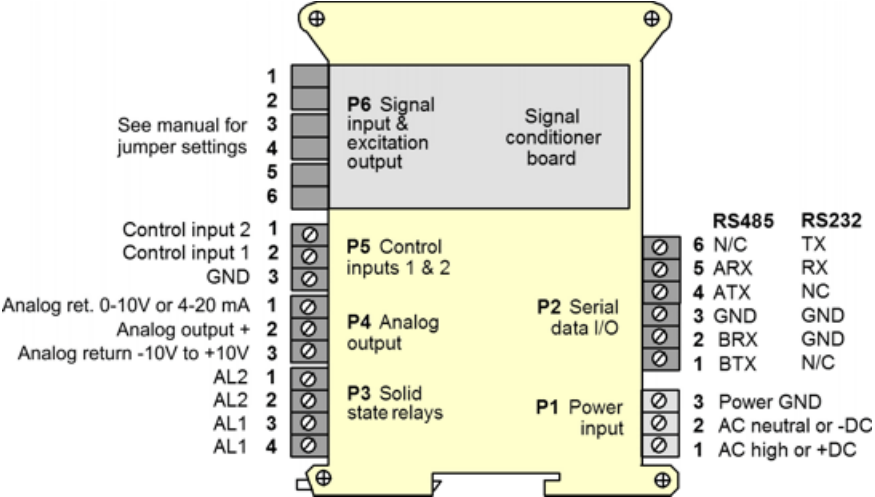 1
2
See manual for 3
jumper settings 4
5
6
P6 Signal
input &
excitation
output
Signal
conditioner
board
Control input 2 1
Control input 1 2
GND 3
P5 Control
inputs 1 & 2
Analog ret. 0-10V or 4-20 mA 1
Analog output + 2
Analog return -10V to +10V 3
P4 Analog
output
AL2 1
AL2 2
AL1 3
AL1 4
P3 Solid
state relays
P2 Serial
data I/O
RS485 RS232
6 N/C TX
5 ARX RX
4 ATX NC
3 GND GND
2 BRX GND
1 BTX N/C
P1 Power
input
3 Power GND
2 AC neutral or -DC
1 AC high or +DC